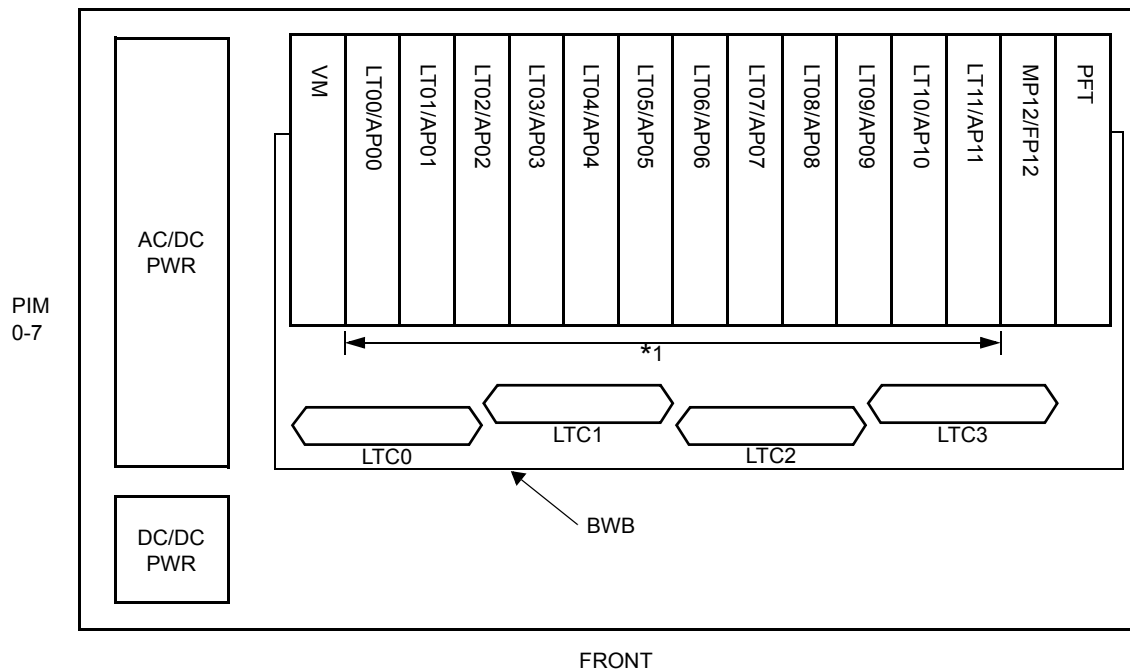 VM
LT00/AP00
LT01/AP01
LT02/AP02
LT03/AP03
LT04/AP04
LT05/AP05
LT06/AP06
LT07/AP07
LT08/AP08
LT09/AP09
LT10/AP10
LT11/AP11
MP12/FP12
PFT
AC/DC
PWR
PIM
0-7
*1
LTC0
LTC1
LTC2
LTC3
BWB
DC/DC
PWR
FRONT